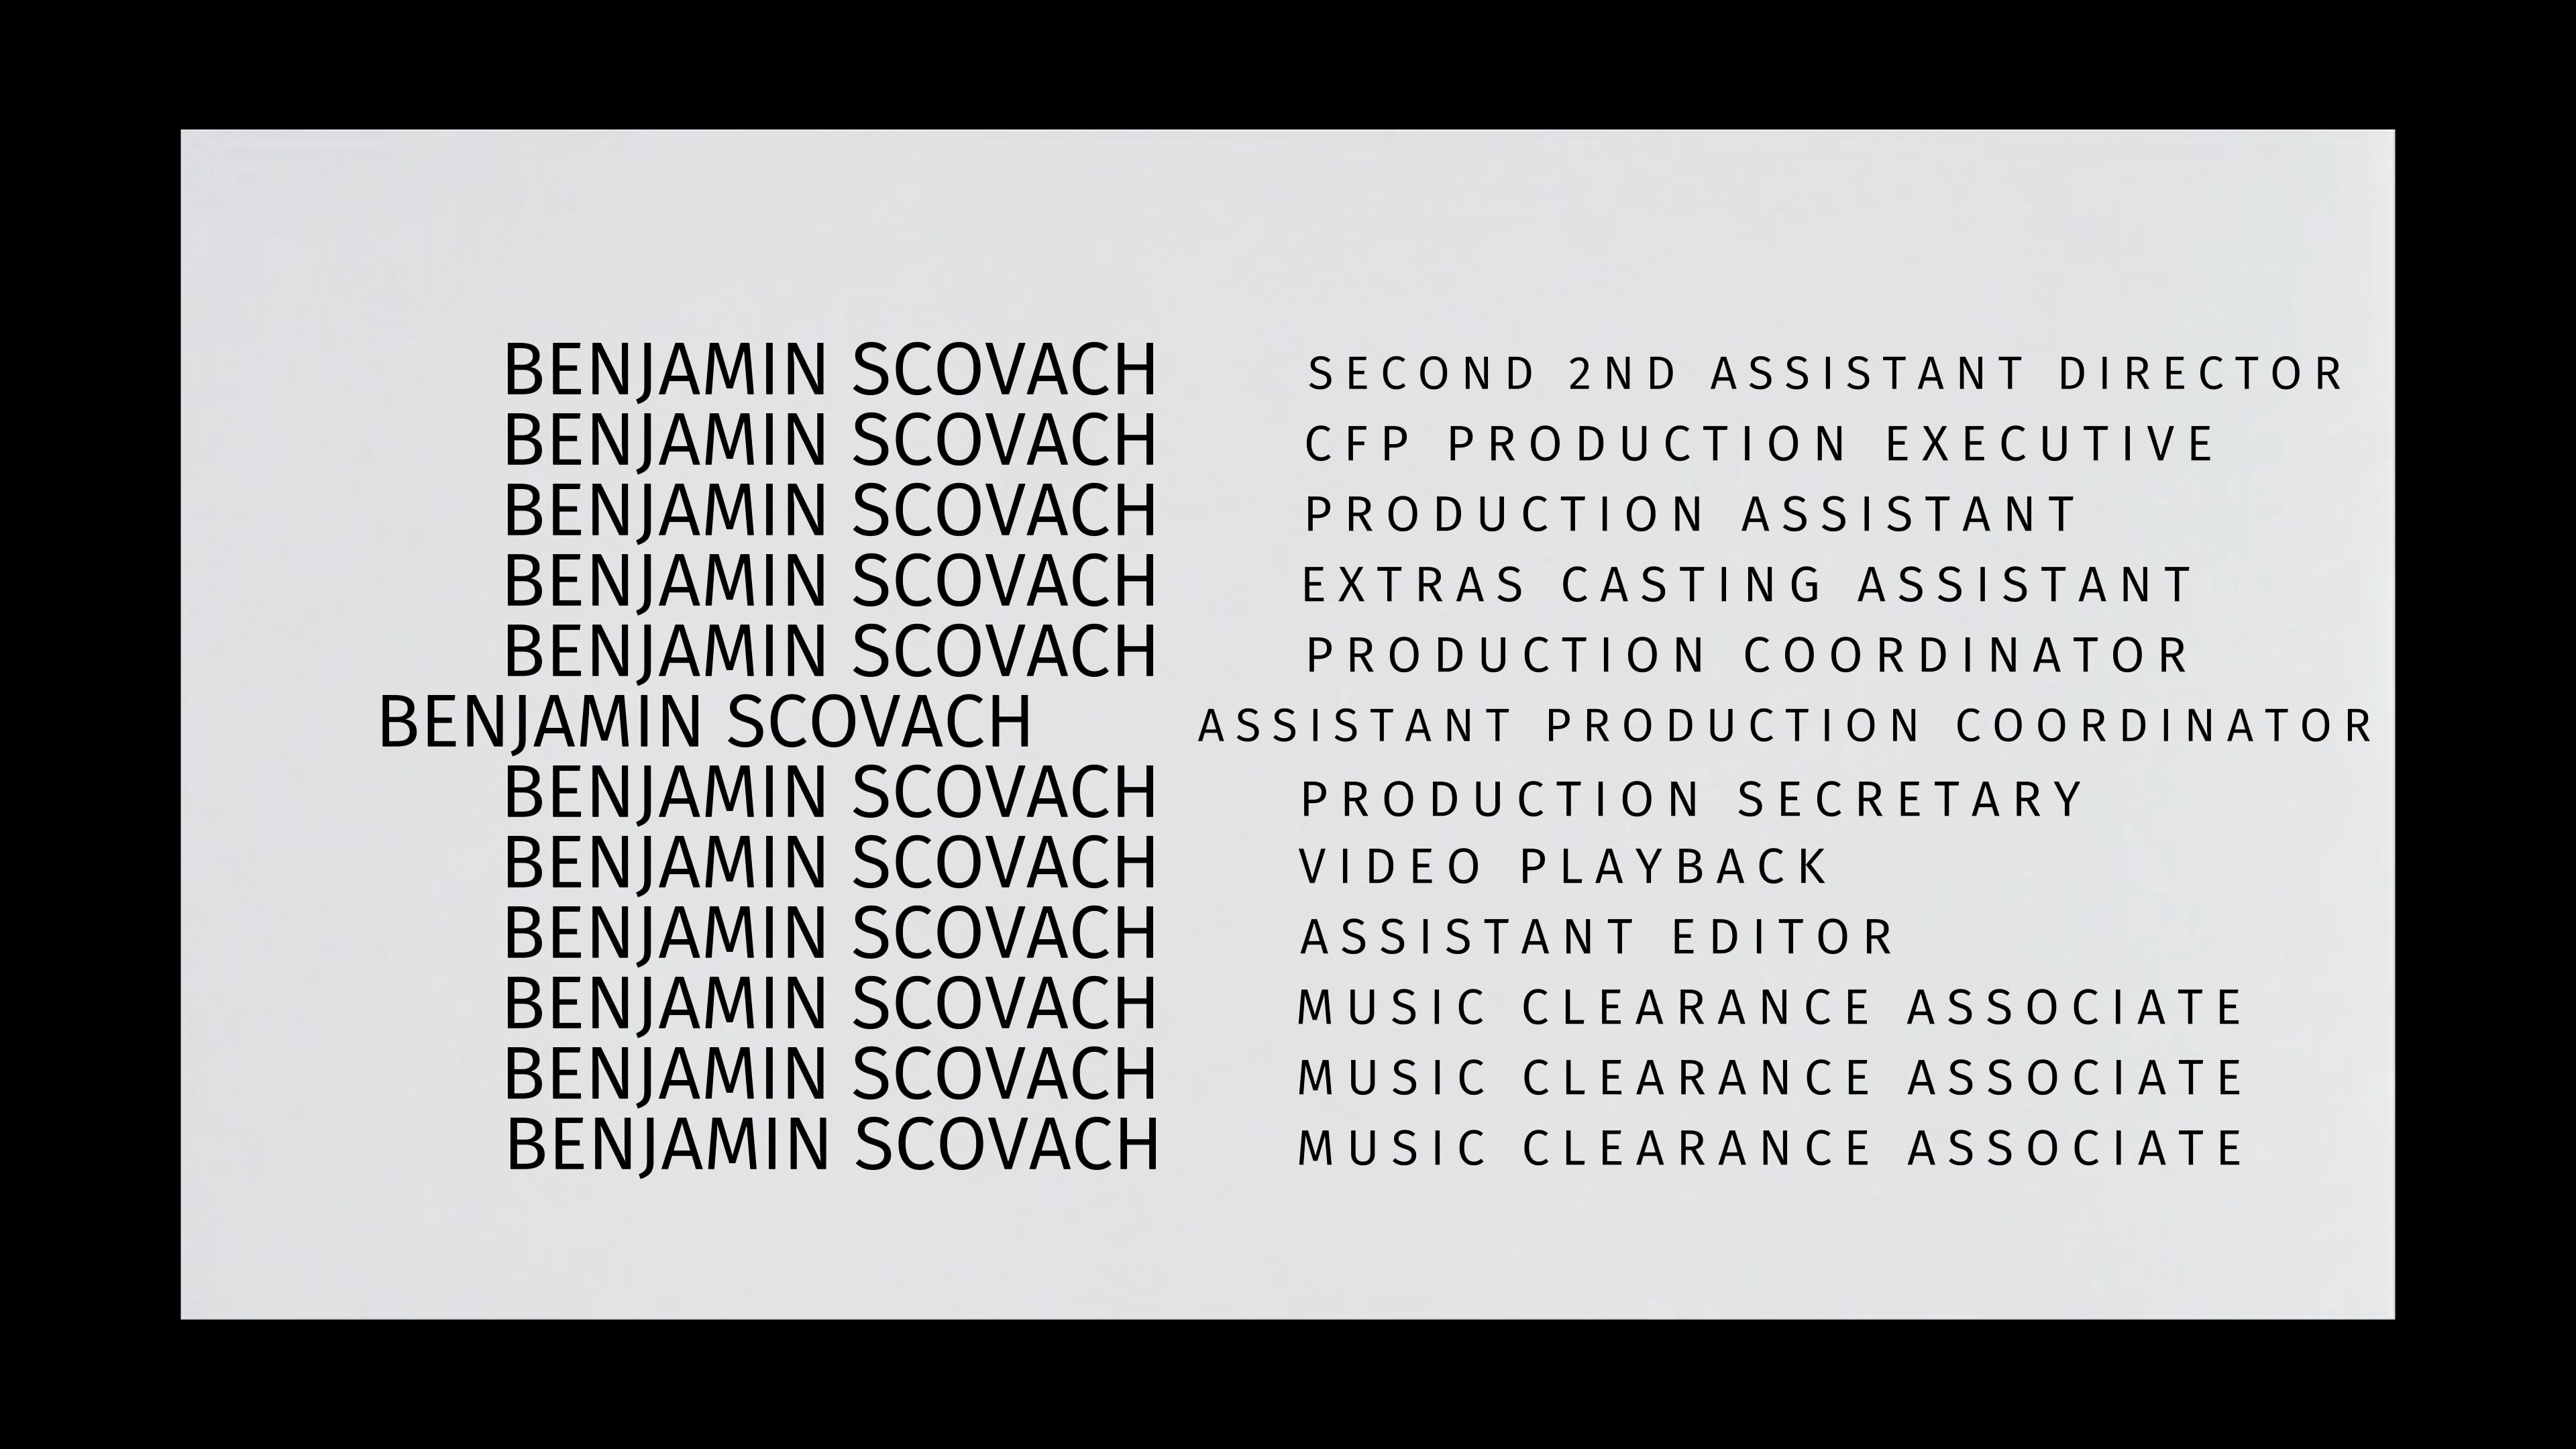 BENJAMIN SCOVACH SECOND 2ND ASSISTANT DIRECTOR
BENJAMIN SCOVACH CFP PRODUCTION EXECUTIVE
BENJAMIN SCOVACH PRODUCTION ASSISTANT
BENJAMIN SCOVACH EXTRAS CASTING ASSISTANT
BENJAMIN SCOVACH PRODUCTION COORDINATOR
BENJAMIN SCOVACH ASSISTANT PRODUCTION COORDINATOR
BENJAMIN SCOVACH PRODUCTION SECRETARY
BENJAMIN SCOVACH VIDEO PLAYBACK
BENJAMIN SCOVACH ASSISTANT EDITOR
BENJAMIN SCOVACH MUSIC CLEARANCE ASSOCIATE
BENJAMIN SCOVACH MUSIC CLEARANCE ASSOCIATE
BENJAMIN SCOVACH MUSIC CLEARANCE ASSOCIATE